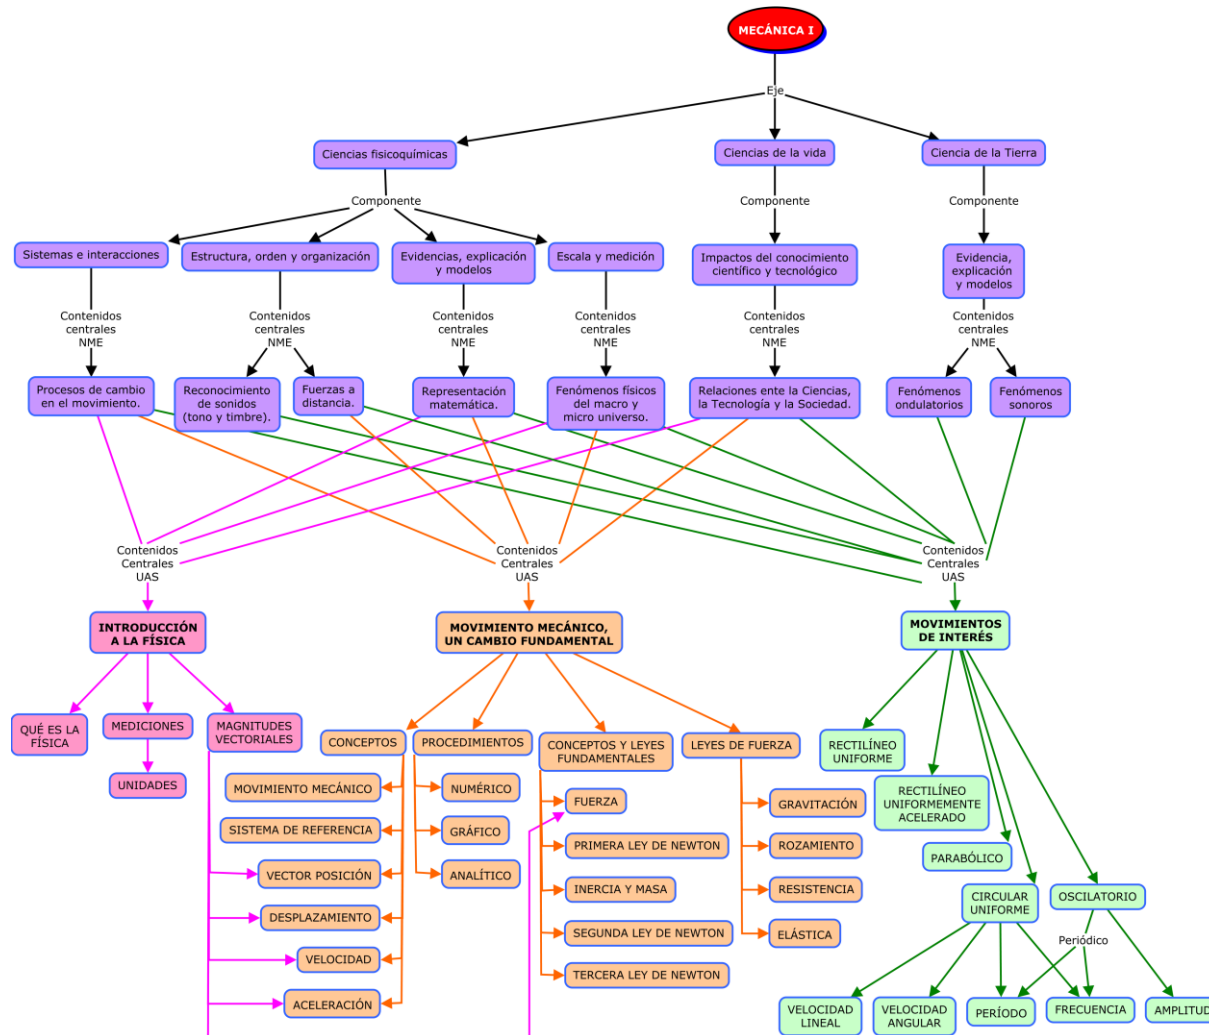 MECÁNICA I
Eje
Ciencias fisicoquímicas
Ciencias de la vida
Ciencia de la Tierra
Componente
Componente
Componente
Sistemas e interacciones
Estructura, orden y organización
Evidencias, explicación
y modelos
Escala y medición
Impactos del conocimiento
científico y tecnológico
Evidencia,
explicación
y modelos
Contenidos
centrales
NME
Contenidos
centrales
NME
Contenidos
centrales
NME
Contenidos
centrales
NME
Contenidos
centrales
NME
Contenidos
centrales
NME
Procesos de cambio
en el movimiento.
Reconocimiento
de sonidos
(tono y timbre).
Fuerzas a
distancia.
Representación
matemática.
Fenómenos físicos
del macro y
micro universo.
Relaciones ente la Ciencias,
la Tecnología y la Sociedad.
Fenómenos
ondulatorios
Fenómenos
sonoros
Contenidos
Centrales
UAS
Contenidos
Centrales
UAS
Contenidos
Centrales
UAS
INTRODUCCIÓN
A LA FÍSICA
MOVIMIENTO MECÁNICO,
UN CAMBIO FUNDAMENTAL
MOVIMIENTOS
DE INTERÉS
QUÉ ES LA
FÍSICA
MEDICIONES
MAGNITUDES
VECTORIALES
UNIDADES
CONCEPTOS
PROCEDIMIENTOS
CONCEPTOS Y LEYES
FUNDAMENTALES
LEYES DE FUERZA
MOVIMIENTO MECÁNICO
SISTEMA DE REFERENCIA
VECTOR POSICIÓN
DESPLAZAMIENTO
VELOCIDAD
ACELERACIÓN
NUMÉRICO
GRÁFICO
ANALÍTICO
FUERZA
PRIMERA LEY DE NEWTON
INERCIA Y MASA
SEGUNDA LEY DE NEWTON
TERCERA LEY DE NEWTON
GRAVITACIÓN
ROZAMIENTO
RESISTENCIA
ELÁSTICA
RECTILÍNEO
UNIFORME
RECTILÍNEO
UNIFORMEMENTE
ACELERADO
PARABÓLICO
CIRCULAR
UNIFORME
OSCILATORIO
Periódico
VELOCIDAD
LINEAL
VELOCIDAD
ANGULAR
PERÍODO
FRECUENCIA
AMPLITUD